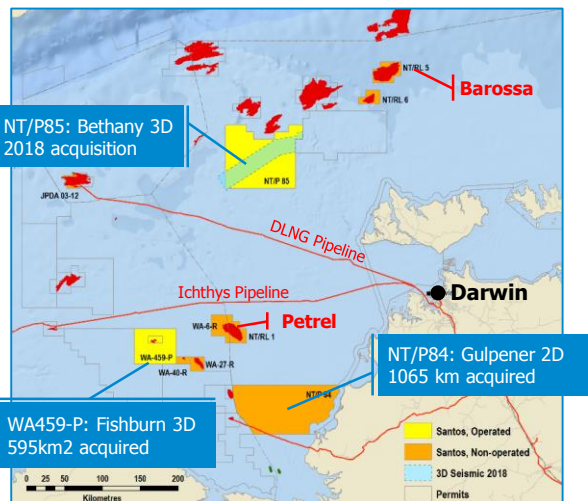 NT/RL 5
Barossa
NT/RL 6
NT/P85: Bethany 3D
2018 acquisition
NT/P 85
JPDA 03-12
DLNG Pipeline
Ichthys Pipeline
Darwin
WA-6-R
Petrel
NT/RL 1
WA-459-P
WA-27-R
WA-40-R
NT/P84: Gulpener 2D
1065 km acquired
NT/P 84
WA459-P: Fishburn 3D
595km2 acquired
Santos, Operated
Santos, Non-operated
3D Seismic 2018
Permits
0 25 50 100 150 200
Kilometres